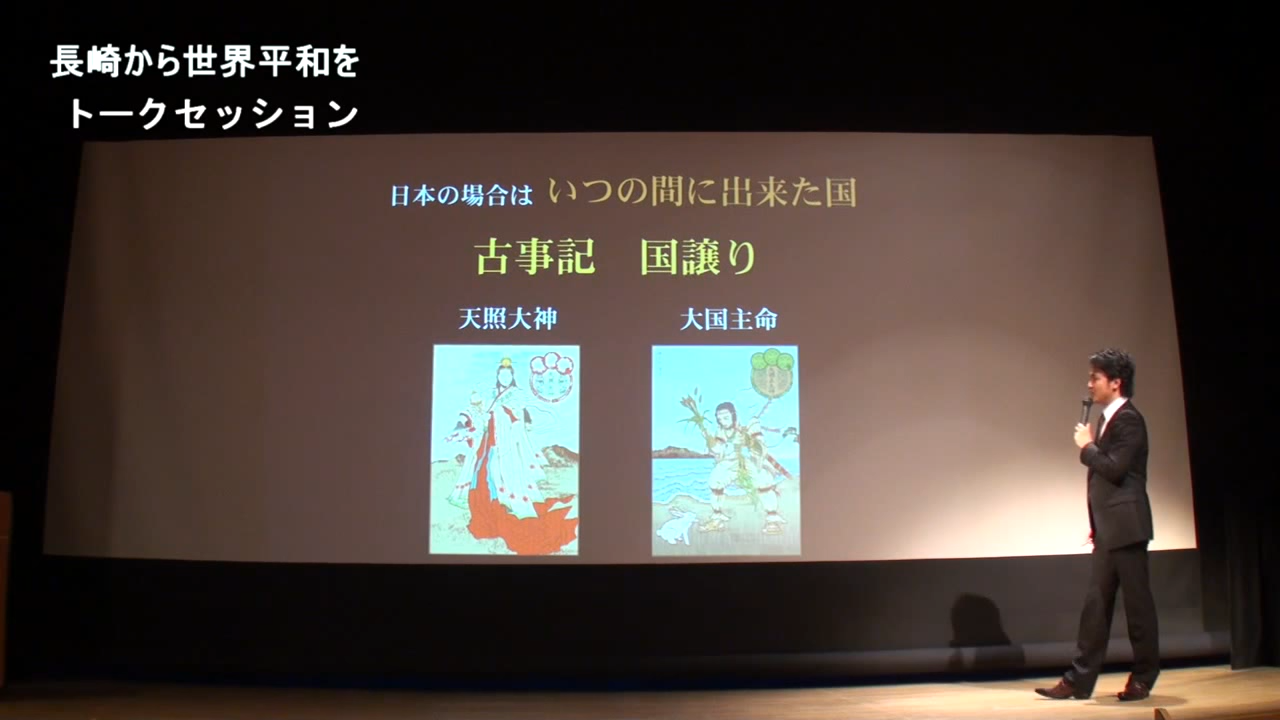 長崎から世界平和を
トークセッション
日本の場合は いつの間に出来た国
古事記　国譲り
天照大神
大国主命